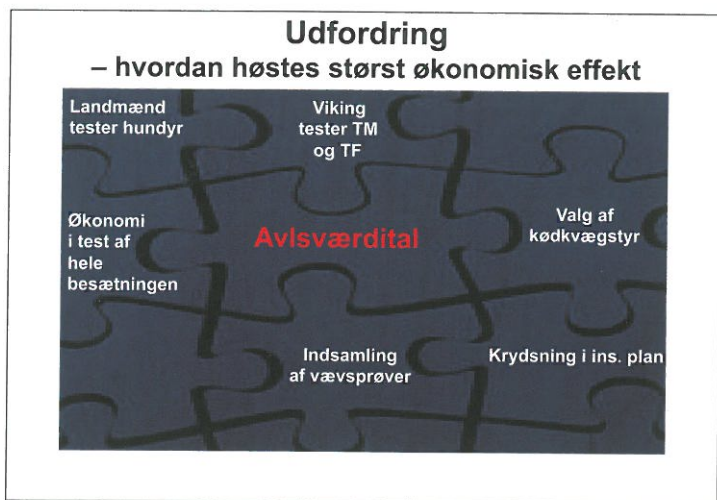 Udfordring
– hvordan høstes størst økonomisk effekt
Landmænd
tester hundyr
Viking
tester TM
og TF
Økonomi
i test af
hele
besætningen
Avlsværdital
Valg af
kødkvægstyr
Indsamling
af vævsprøver
Krydsning i ins. plan